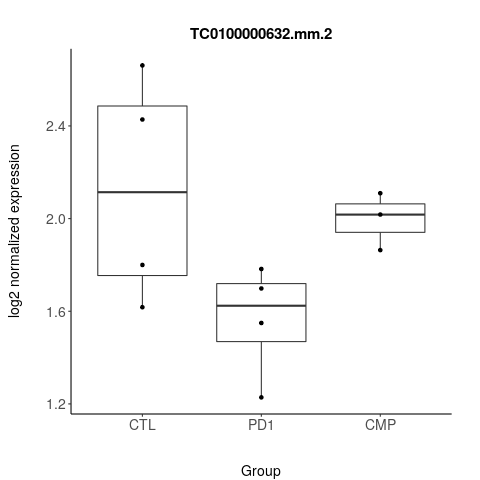 TC0100000632.mm.2
log2 normalized expression
2.4
2.0
1.6
1.2
CTL PD1 CMP
Group